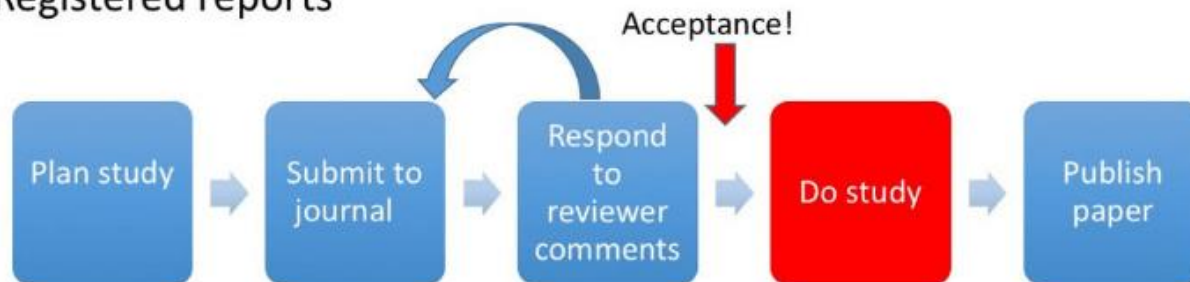 Registered reports
Acceptance!
Plan study
Submit to
journal
Respond
to
reviewer
comments
Do study
Publish
paper